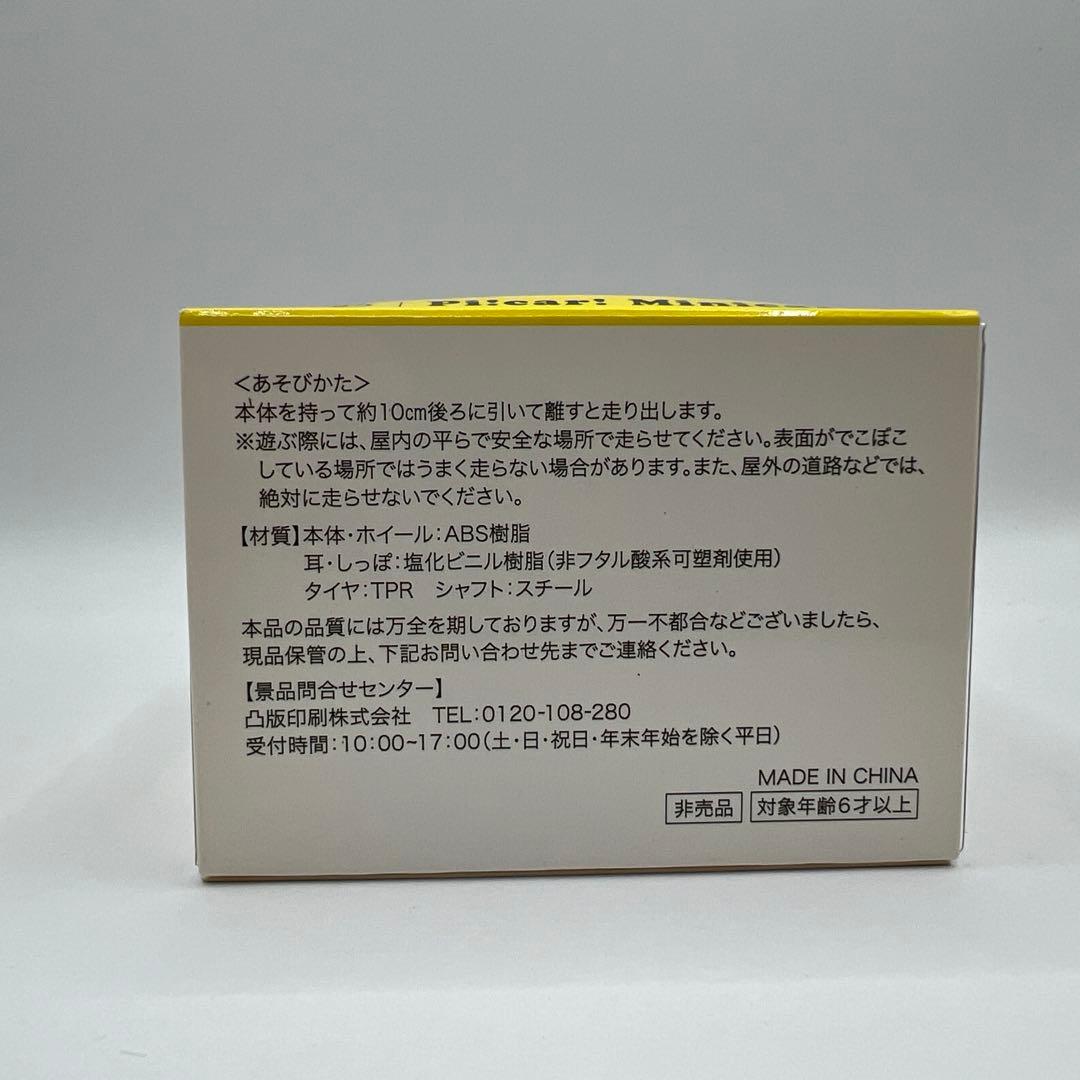 Pi!car!
＜あそびかた＞
本体を持って約10cm後ろに引いて離すと走り出します。
※遊ぶ際には、屋内の平らで安全な場所で走らせてください。表面がでこぼこ
している場所ではうまく走らない場合があります。また、屋外の道路などでは、
絶対に走らせないでください。
【材質】本体・ホイール：ABS樹脂
耳・しっぽ：塩化ビニル樹脂（非フタル酸系可塑剤使用）
タイヤ：TPR　シャフト：スチール
本品の品質には万全を期しておりますが、万一不都合などございましたら、
現品保管の上、下記お問い合わせ先までご連絡ください。
【景品問合せセンター】
凸版印刷株式会社　TEL：0120-108-280
受付時間：10：00~17：00（土・日・祝日・年末年始を除く平日）
MADE IN CHINA
非売品　対象年齢6才以上